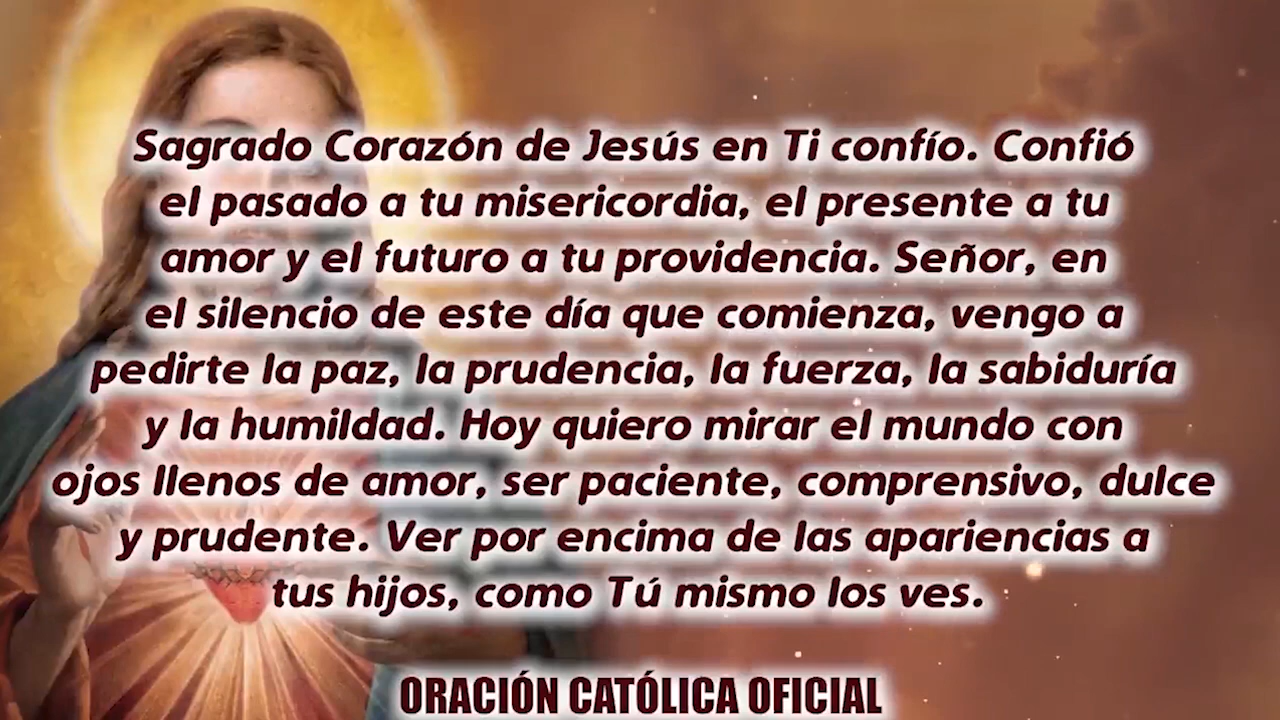 Sagrado Corazón de Jesús en Ti confío. Confió
el pasado a tu misericordia, el presente a tu
amor y el futuro a tu providencia. Señor, en
el silencio de este día que comienza, vengo a
pedirte la paz, la prudencia, la fuerza, la sabiduría
y la humildad. Hoy quiero mirar el mundo con
ojos llenos de amor, ser paciente, comprensivo, dulce
y prudente. Ver por encima de las apariencias a
tus hijos, como Tú mismo los ves.
ORACIÓN CATÓLICA OFICIAL